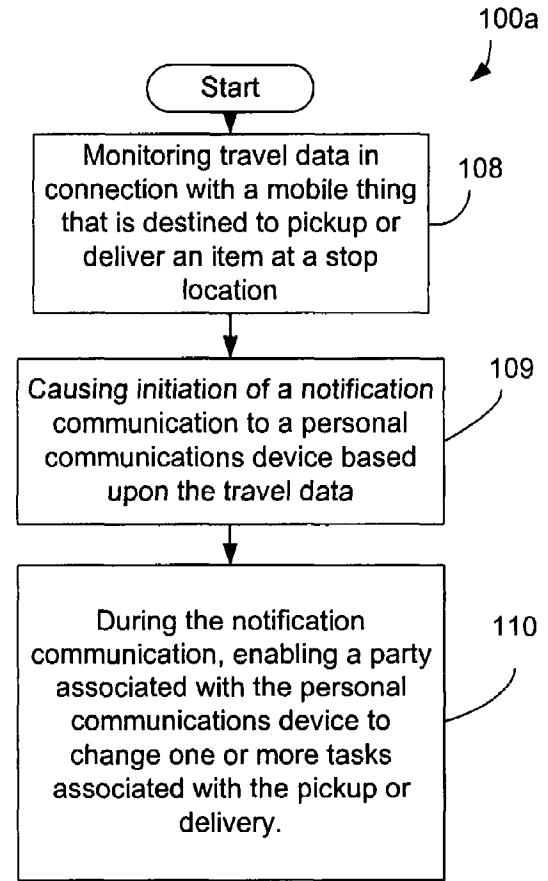 100a
Start
Monitoring travel data in
connection with a mobile thing
that is destined to pickup or
deliver an item at a stop
location
108
Causing initiation of a notification
communication to a personal
communications device based
upon the travel data
109
During the notification
communication, enabling a party
associated with the personal
communications device to
change one or more tasks
associated with the pickup or
delivery.
110